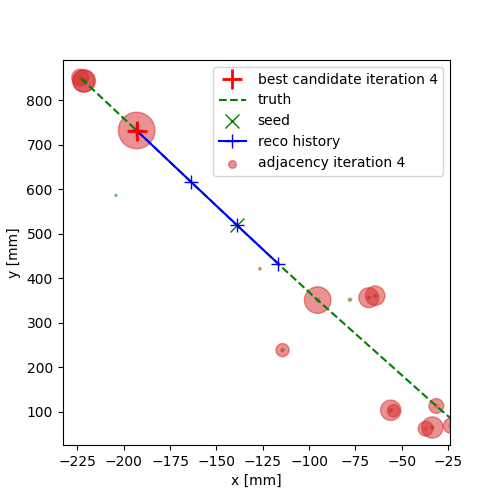 best candidate iteration 4
truth
seed
reco history
adjacency iteration 4
800
700
600
500
400
300
200
100
y [mm]
−225 −200 −175 −150 −125 −100 −75 −50 −25
x [mm]